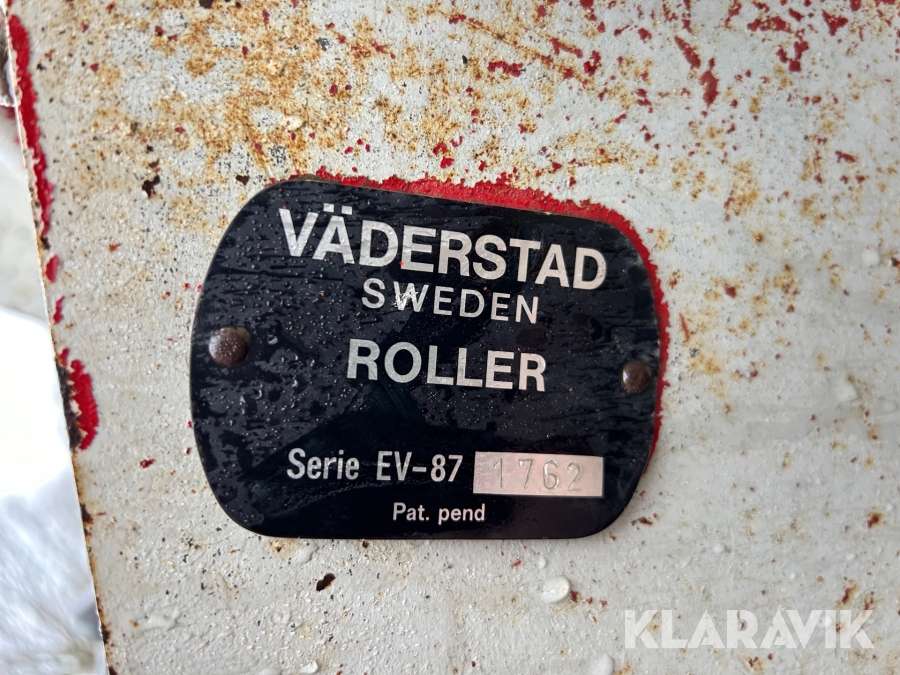 VÄDERSTAD
SWEDEN
ROLLER
Serie EV-87 1762
Pat. pend
KLARAVIK